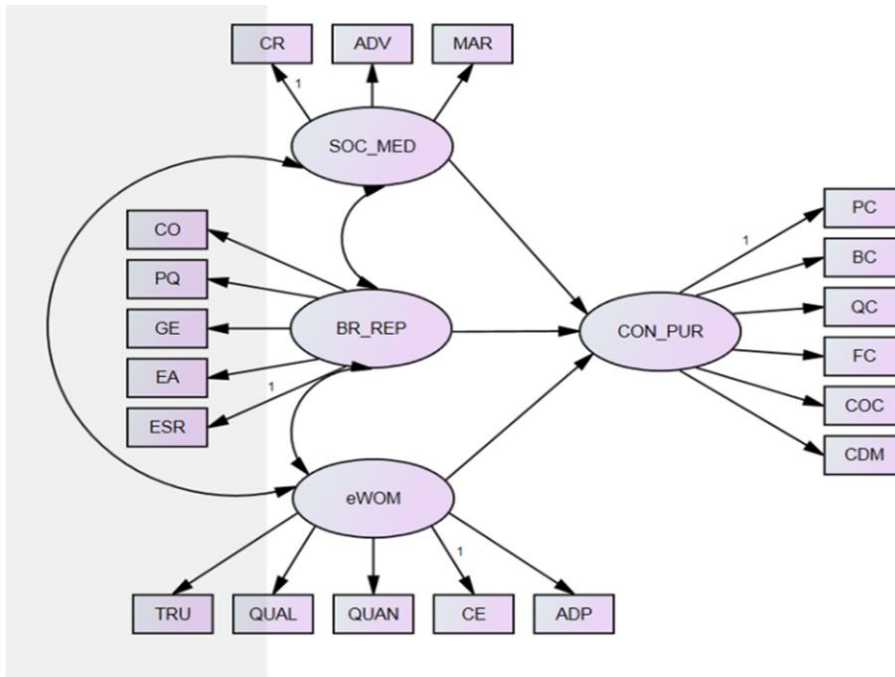 CR
ADV
MAR
1
SOC_MED
CO
PQ
GE
EA
ESR
1
BR_REP
CON_PUR
1
PC
BC
QC
FC
COC
CDM
eWOM
1
TRU
QUAL
QUAN
CE
ADP